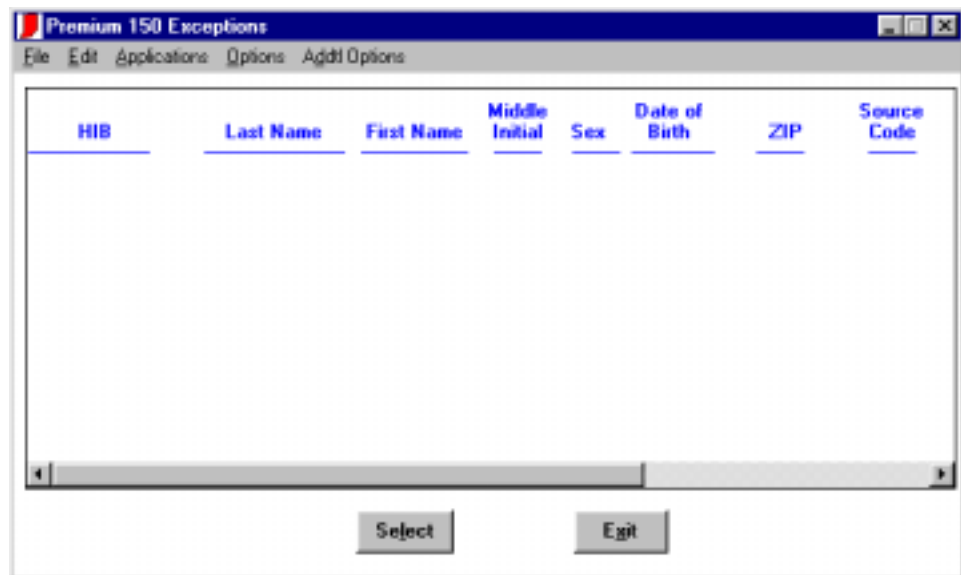 Premium 150 Exceptions
File Edit Applications Options Addtl Options
HIB Last Name First Name Middle Initial Sex Date of Birth ZIP Source Code
Select Exit